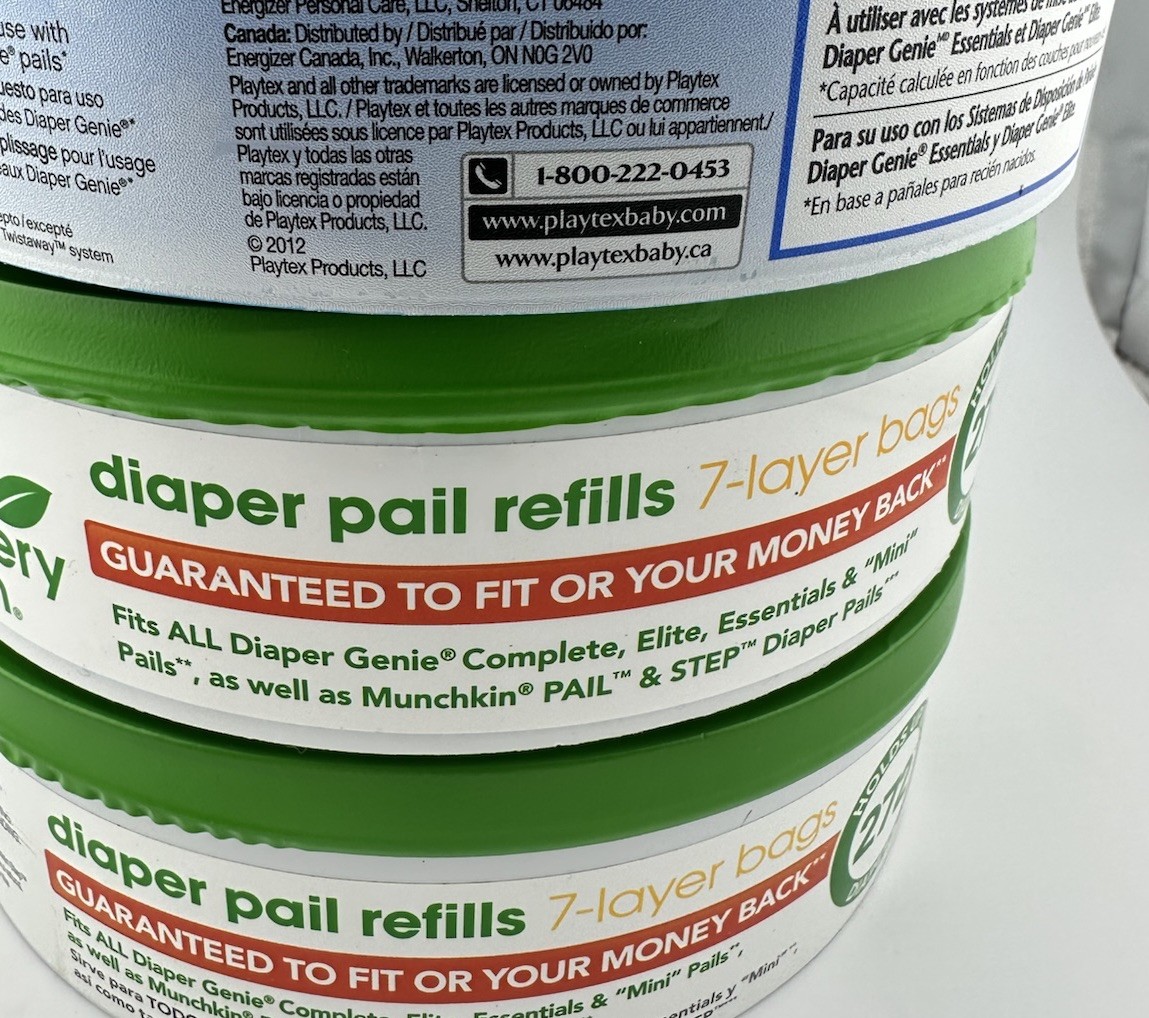 Energizer Personal Care, LLC, Shelton, CT 06484
Canada: Distributed by / Distribué par / Distribuido por:
Energizer Canada, Inc., Walkerton, ON N0G 2V0
Playtex and all other trademarks are licensed or owned by Playtex
Products, LLC. / Playtex et toutes les autres marques de commerce
sont utilisées sous licence par Playtex Products, LLC ou lui appartiennent./
Playtex y todas las otras
marcas registradas están
bajo licencia o propiedad
de Playtex Products, LLC.
© 2012
Playtex Products, LLC
use with
pails*
para uso
des Diaper Genie®*
pour l'usage
Diaper Genie®*
excepté
Twistaway™ system
1-800-222-0453
www.playtexbaby.com
www.playtexbaby.ca
À utiliser avec les systèmes de
Diaper Genie™ᴰ Essentials et Diaper Genie™ᴰ Elite.
*Capacité calculée en fonction des couches pour
Para su uso con los Sistemas de Disposición de
Diaper Genie® Essentials y Diaper Genie® Elite.
*En base a pañales para recién nacidos.
diaper pail refills 7-layer bags
GUARANTEED TO FIT OR YOUR MONEY BACK**
Fits ALL Diaper Genie® Complete, Elite, Essentials & “Mini”
Pails**, as well as Munchkin® PAIL™ & STEP™ Diaper Pails***
diaper pail refills 7-layer bags
GUARANTEED TO FIT OR YOUR MONEY BACK**
Fits ALL Diaper Genie® Complete, Elite, Essentials & “Mini” Pails**,
as well as Munchkin®
Sirve para
así como
y “Mini”**,
HOLDS
272